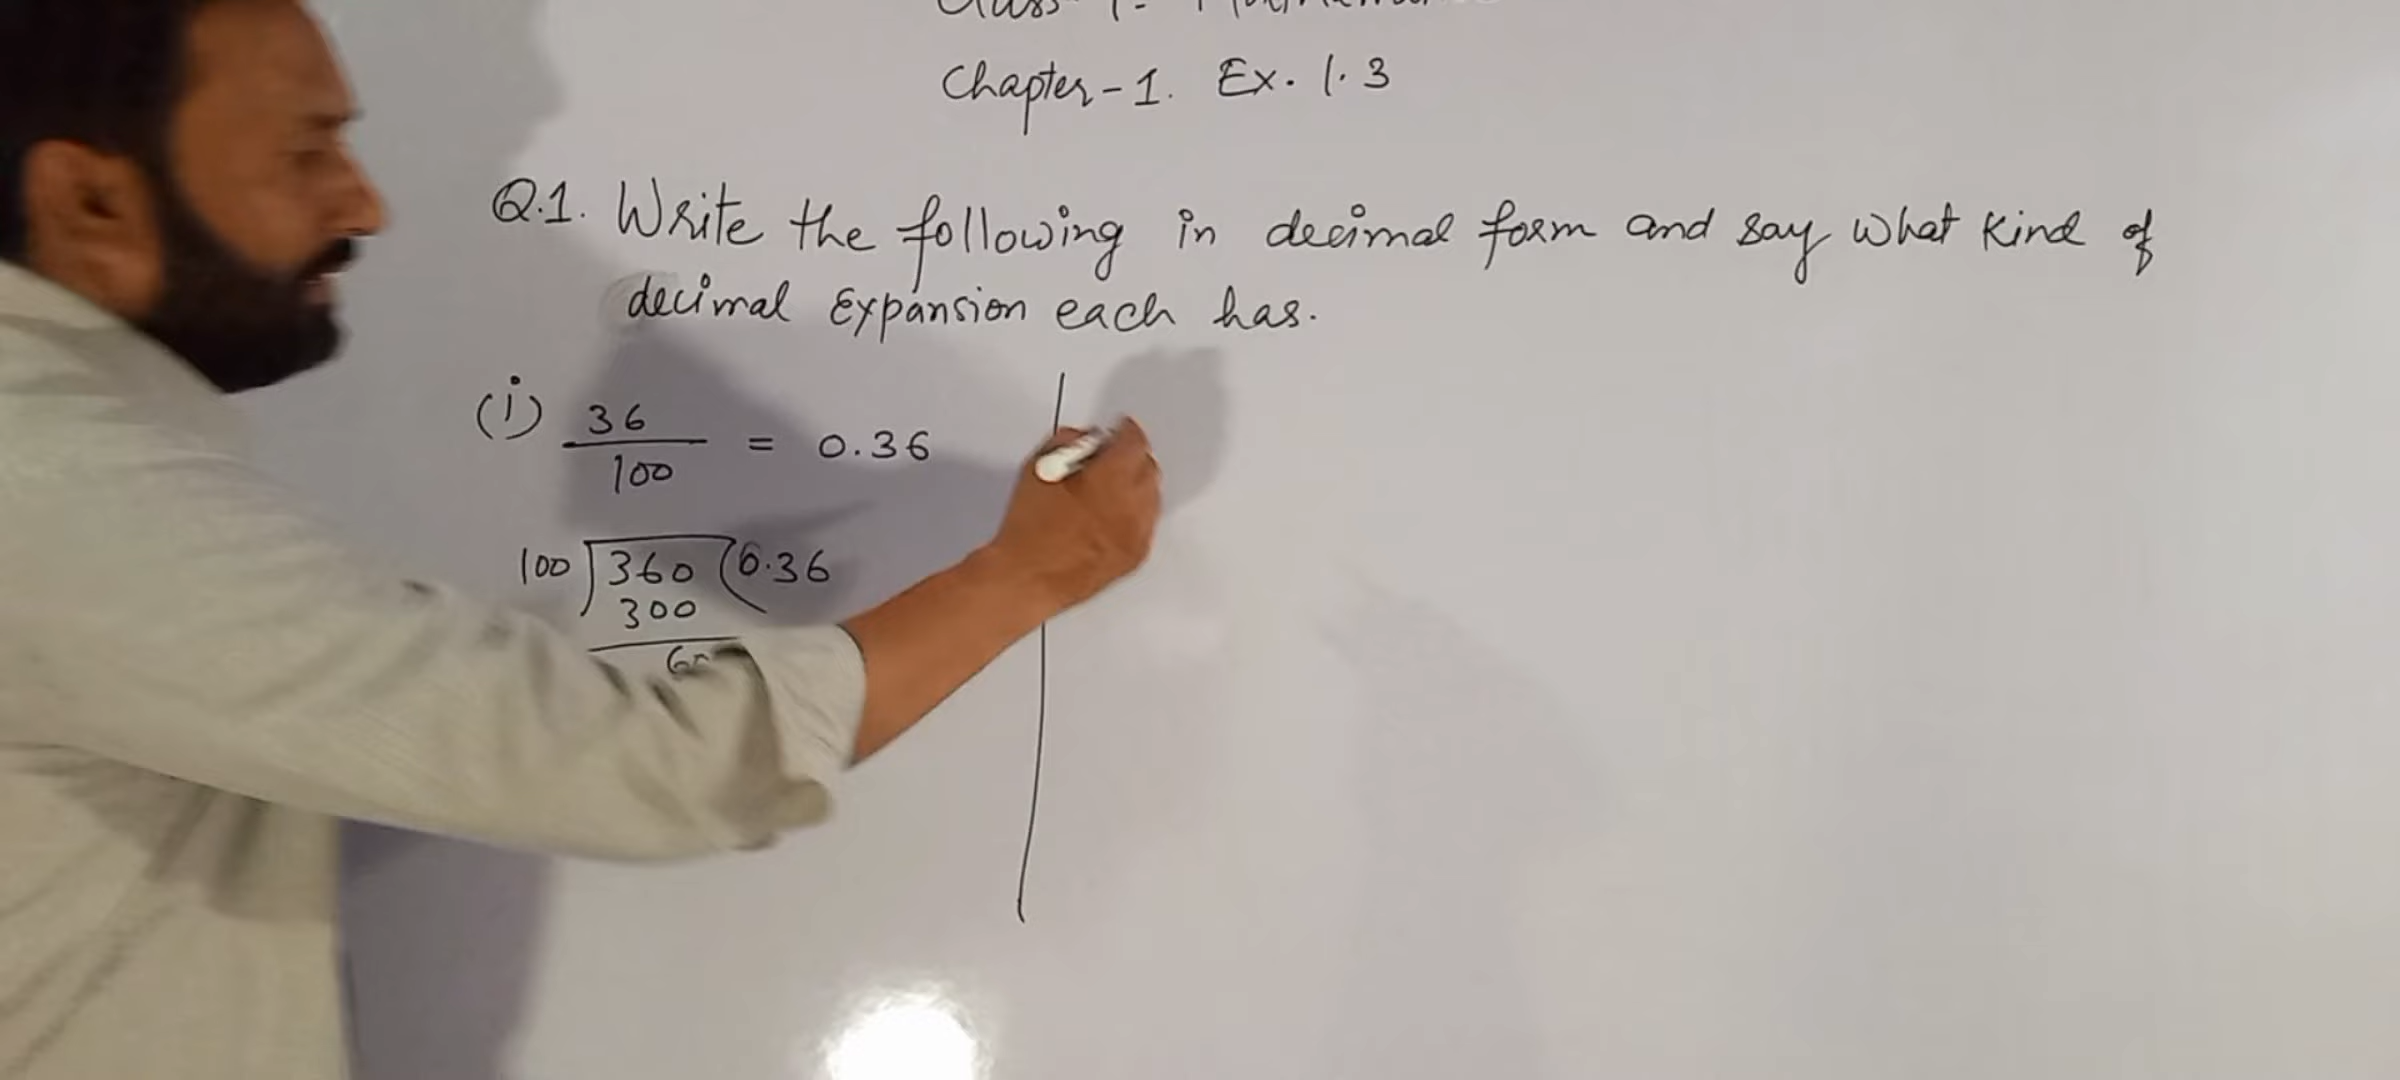 Chapter-1. Ex. 1.3
Q.1. Write the following in decimal form and say what kind of
decimal expansion each has.
(i) 36
100
= 0.36
100 360 0.36
300